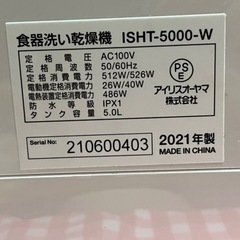 食器洗い乾燥機 ISHT-5000-W
定格電圧 AC100V
定格周波数 50/60Hz
定格消費電力 512W/526W
電動機定格消費電力 26W/40W
電熱装置定格消費電力 486W
防水等級 IPX1
タンク容量 5.0L
PS
E
アイリスオーヤマ
株式会社
Serial No:
210600403
2021年製
MADE IN CHINA